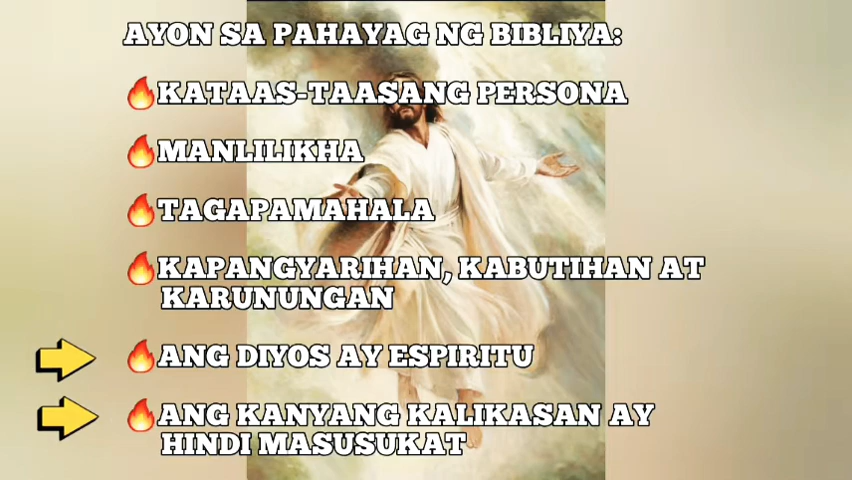 AYON SA PAHAYAG NG BIBLIYA:
🔥KATAAS-TAASANG PERSONA
🔥MANLILIKHA
🔥TAGAPAMAHALA
🔥KAPANGYARIHAN, KABUTIHAN AT
KARUNUNGAN
🔥ANG DIYOS AY ESPIRITU
🔥ANG KANYANG KALIKASAN AY
HINDI MASUSUKAT